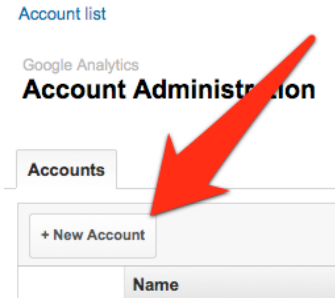 Account list
Google Analytics
Account Administration
Accounts
+ New Account
Name